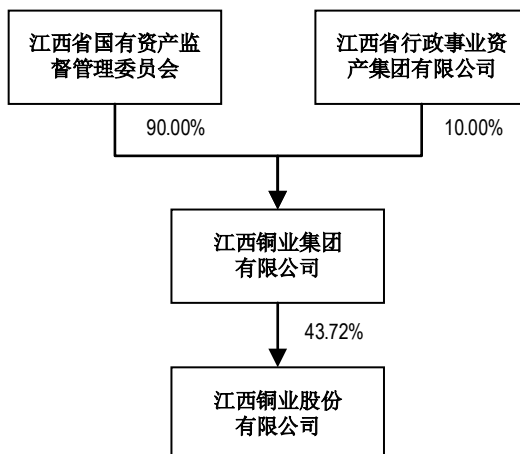 江西省国有资产监
督管理委员会
江西省行政事业资
产集团有限公司
90.00%
10.00%
江西铜业集团
有限公司
43.72%
江西铜业股份
有限公司